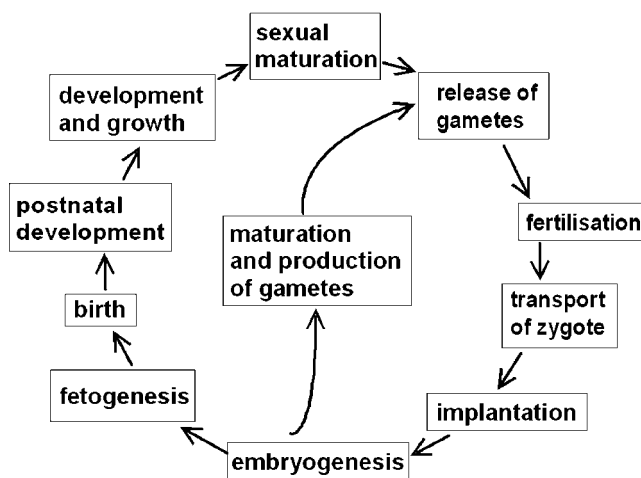 sexual
maturation
release of
gametes
fertilisation
transport
of zygote
implantation
embryogenesis
fetogenesis
birth
postnatal
development
development
and growth
maturation
and production
of gametes